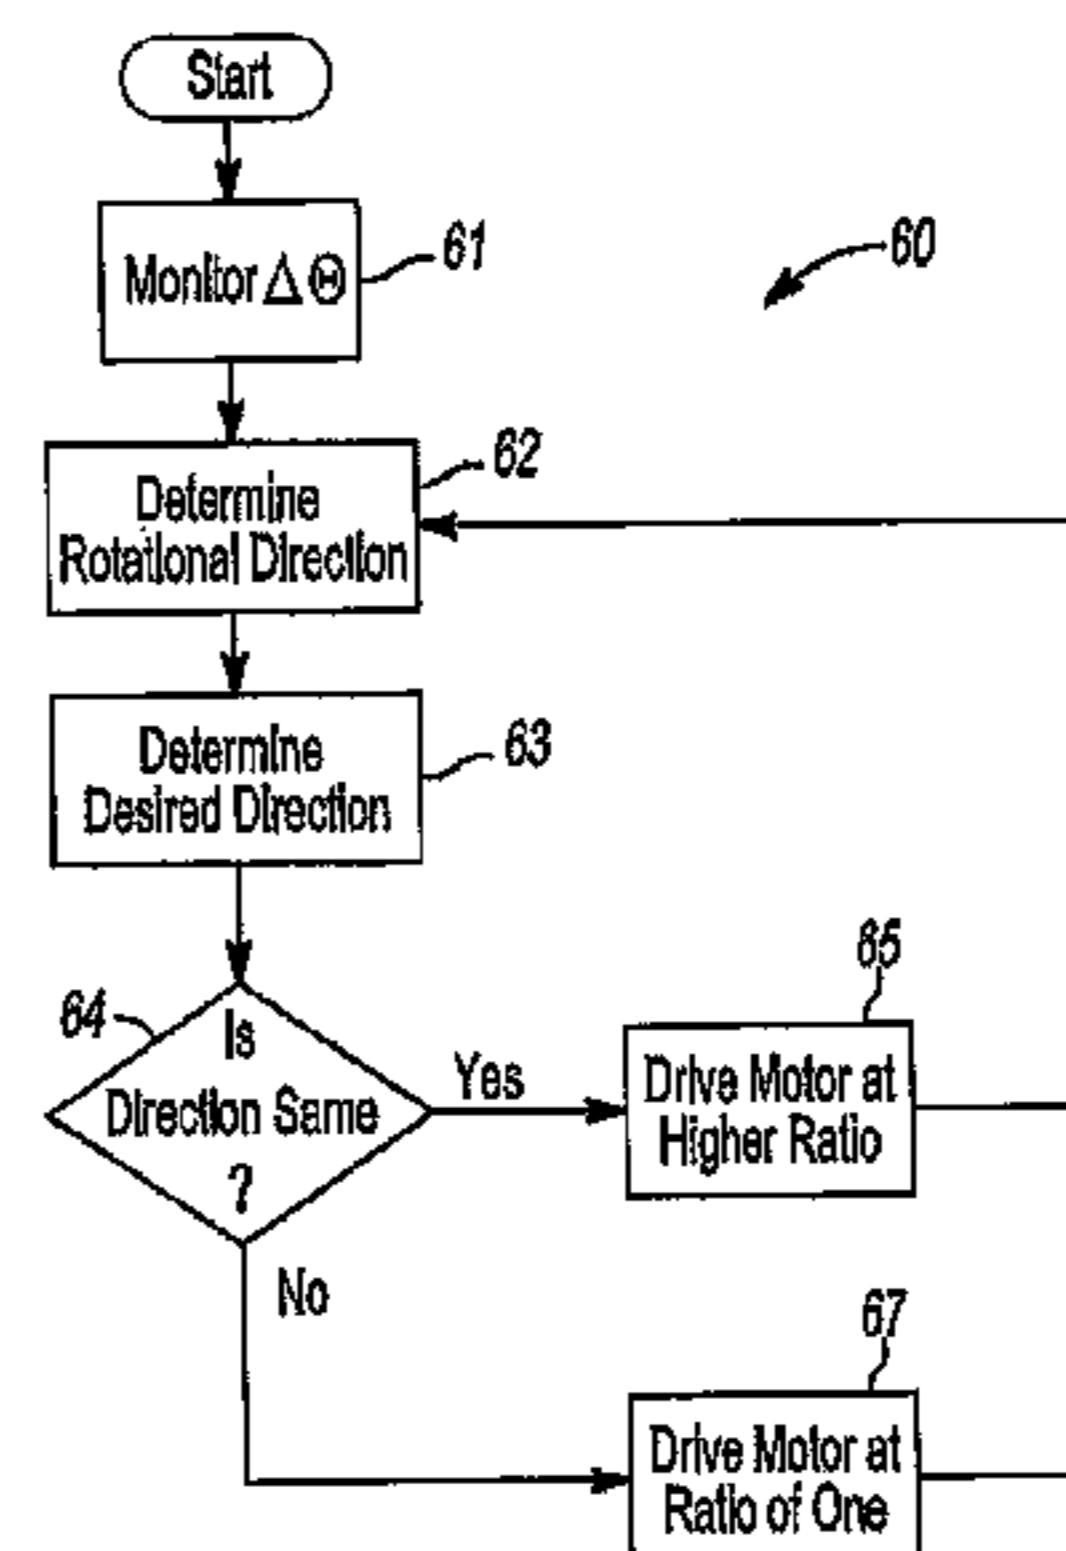 Start
Monitor Δ Θ
61
60
Determine
Rotational Direction
62
Determine
Desired Direction
63
64
Is
Direction Same
?
Yes
65
Drive Motor at
Higher Ratio
No
67
Drive Motor at
Ratio of One